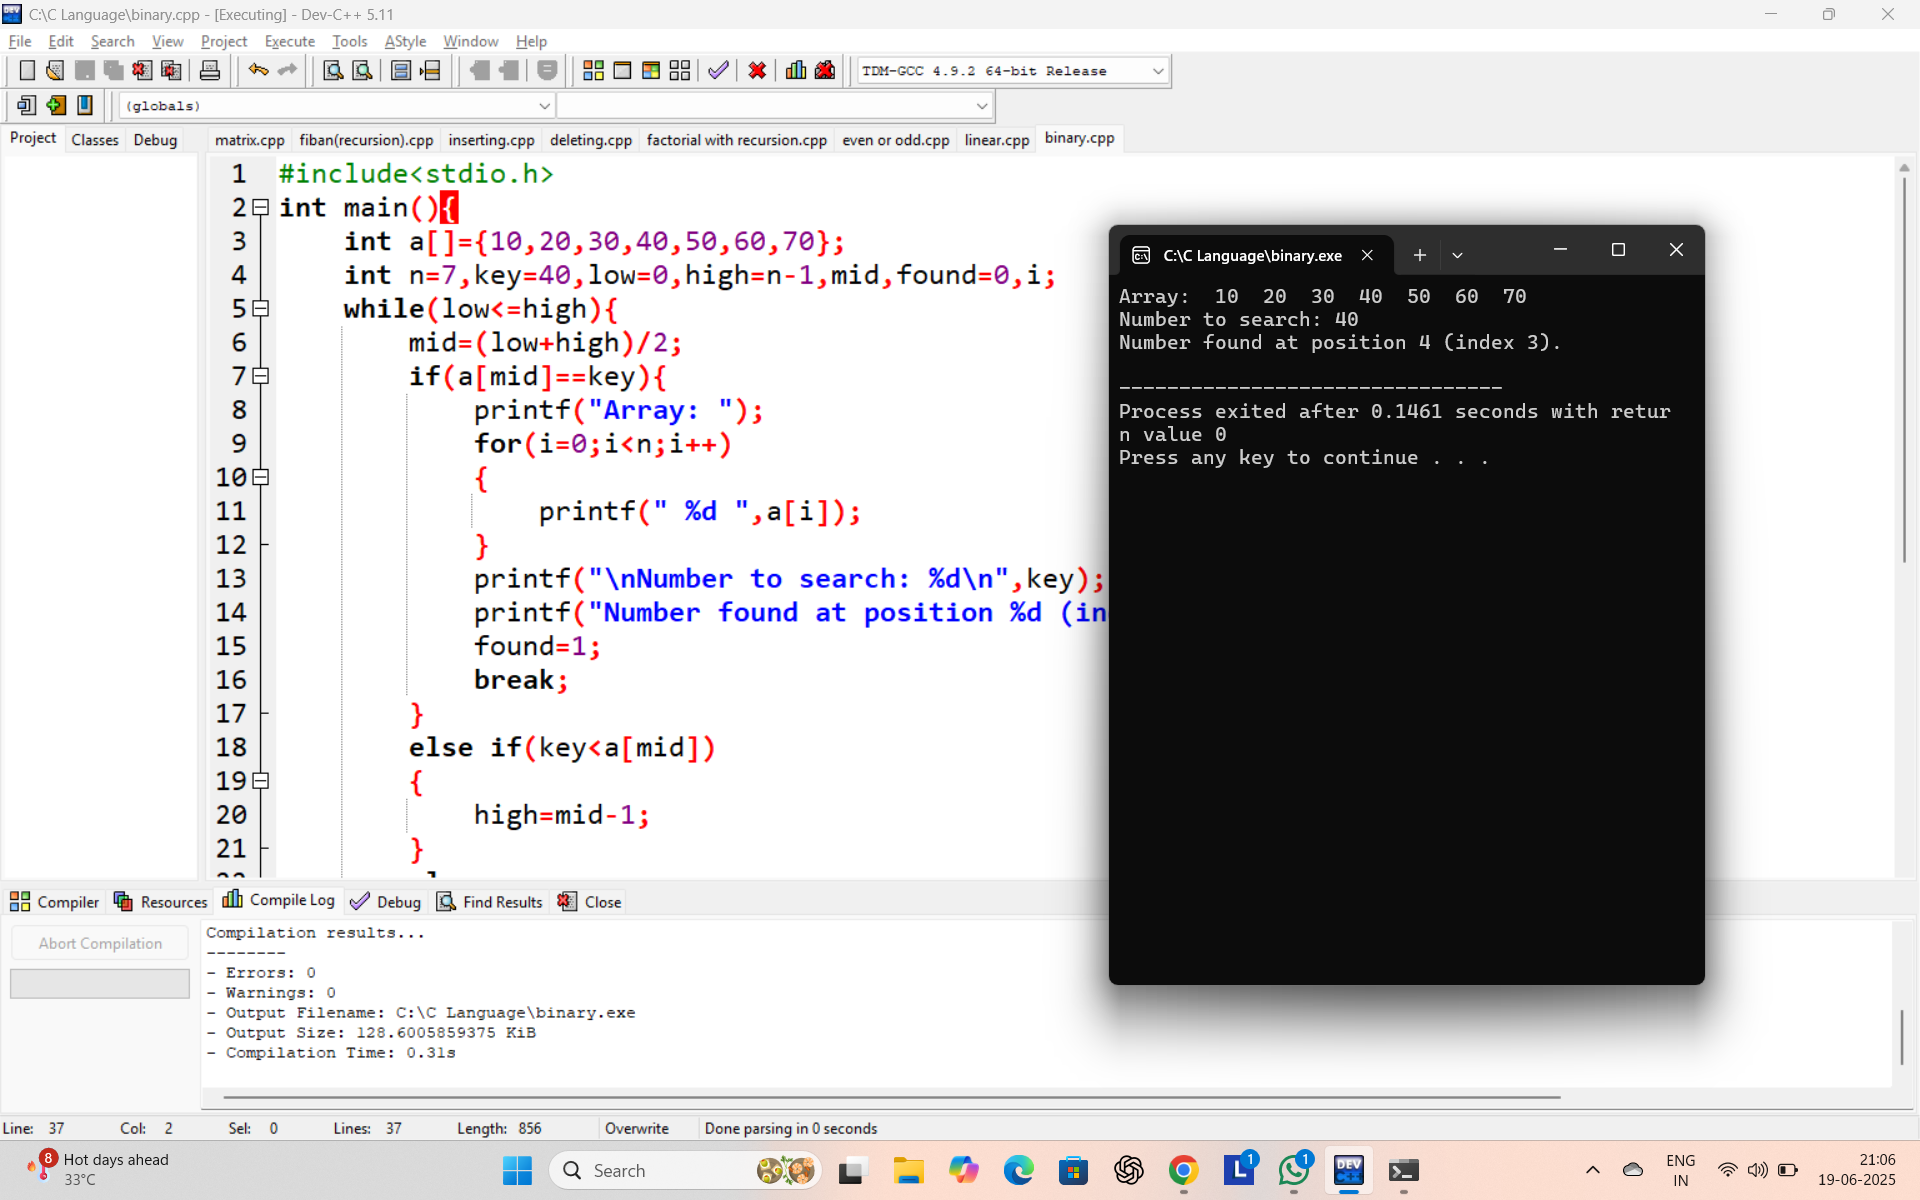 C:\C Language\binary.cpp - [Executing] - Dev-C++ 5.11
File Edit Search View Project Execute Tools AStyle Window Help
TDM-GCC 4.9.2 64-bit Release
(globals)
Project Classes Debug
matrix.cpp fiban(recursion).cpp inserting.cpp deleting.cpp factorial with recursion.cpp even or odd.cpp linear.cpp binary.cpp
1 #include<stdio.h>
2 int main(){
3 int a[]={10,20,30,40,50,60,70};
4 int n=7,key=40,low=0,high=n-1,mid,found=0,i;
5 while(low<=high){
6 mid=(low+high)/2;
7 if(a[mid]==key){
8 printf("Array: ");
9 for(i=0;i<n;i++)
10 {
11 printf(" %d ",a[i]);
12 }
13 printf("\nNumber to search: %d\n",key);
14 printf("Number found at position %d (in
15 found=1;
16 break;
17 }
18 else if(key<a[mid])
19 {
20 high=mid-1;
21 }
C:\C Language\binary.exe
Array:  10  20  30  40  50  60  70
Number to search: 40
Number found at position 4 (index 3).
--------------------------------
Process exited after 0.1461 seconds with retur
n value 0
Press any key to continue . . .
Compiler Resources Compile Log Debug Find Results Close
Abort Compilation
Compilation results...
--------
- Errors: 0
- Warnings: 0
- Output Filename: C:\C Language\binary.exe
- Output Size: 128.6005859375 KiB
- Compilation Time: 0.31s
Line: 37 Col: 2 Sel: 0 Lines: 37 Length: 856 Overwrite Done parsing in 0 seconds
8 Hot days ahead
33°C
Search
L 1
1
DEV
ENG
IN
21:06
19-06-2025